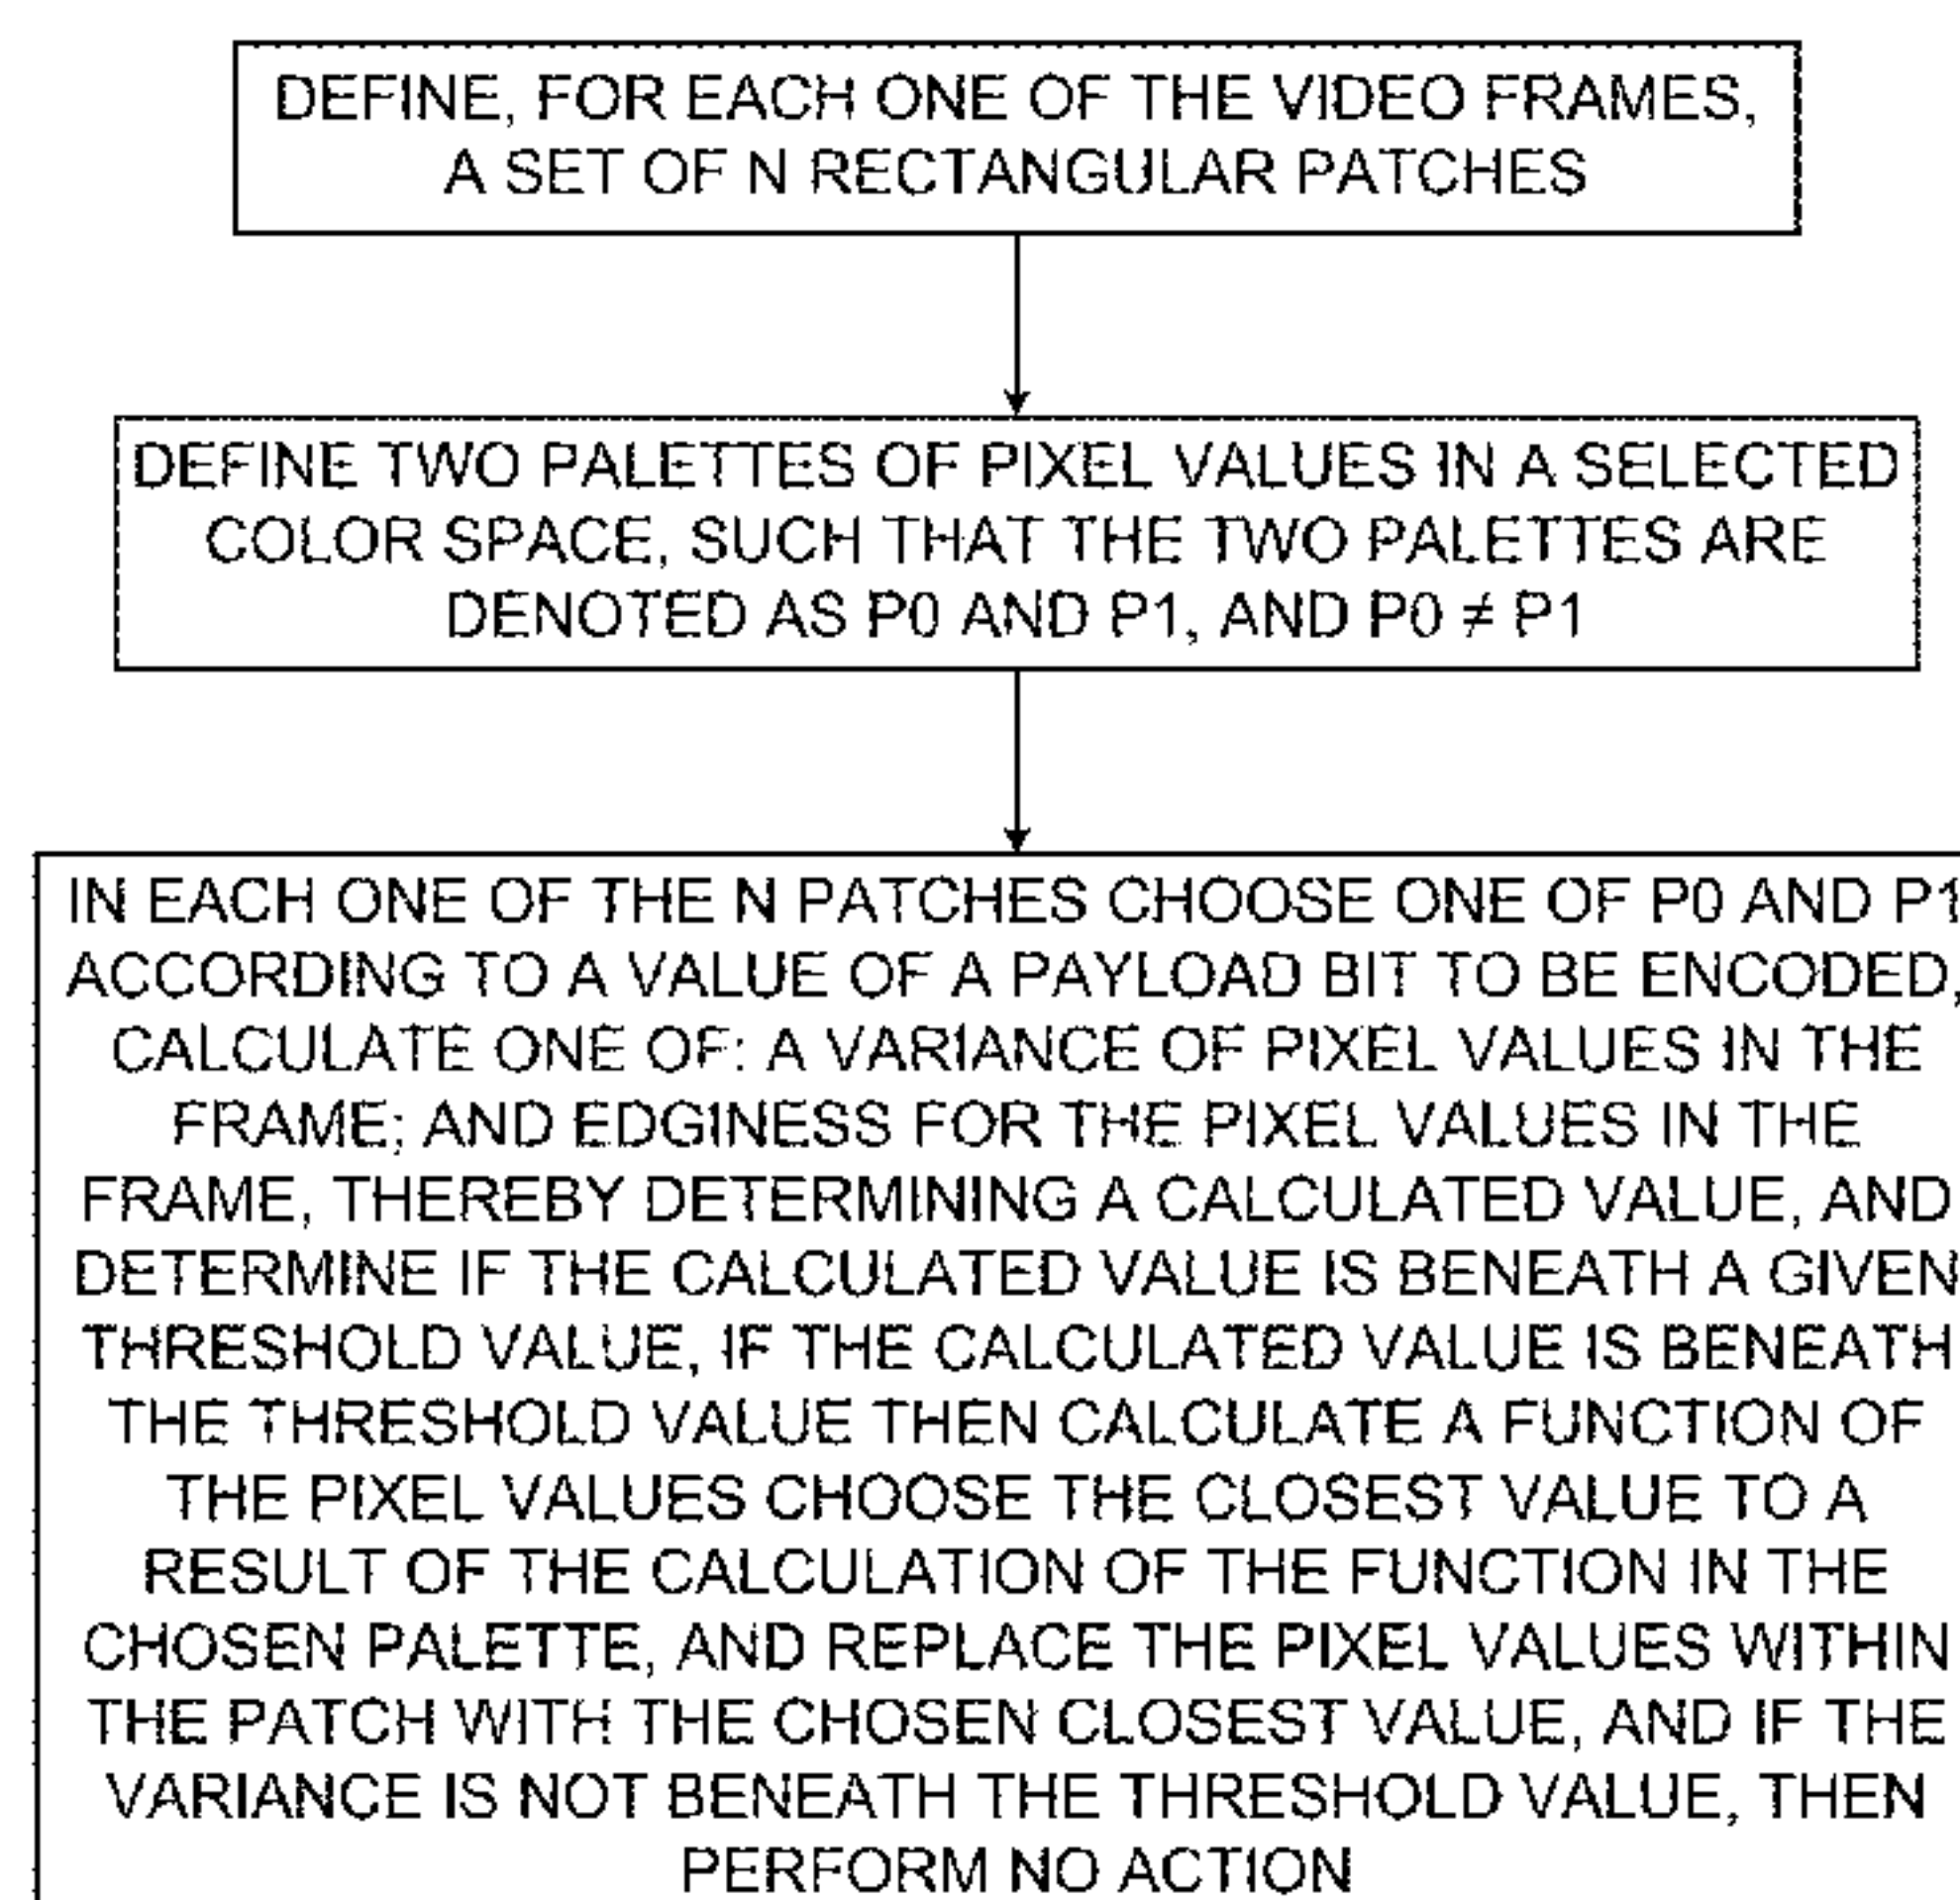 DEFINE, FOR EACH ONE OF THE VIDEO FRAMES,
A SET OF N RECTANGULAR PATCHES
DEFINE TWO PALETTES OF PIXEL VALUES IN A SELECTED
COLOR SPACE, SUCH THAT THE TWO PALETTES ARE
DENOTED AS P0 AND P1, AND P0 ≠ P1
IN EACH ONE OF THE N PATCHES CHOOSE ONE OF P0 AND P1
ACCORDING TO A VALUE OF A PAYLOAD BIT TO BE ENCODED,
CALCULATE ONE OF: A VARIANCE OF PIXEL VALUES IN THE
FRAME; AND EDGINESS FOR THE PIXEL VALUES IN THE
FRAME, THEREBY DETERMINING A CALCULATED VALUE, AND
DETERMINE IF THE CALCULATED VALUE IS BENEATH A GIVEN
THRESHOLD VALUE, IF THE CALCULATED VALUE IS BENEATH
THE THRESHOLD VALUE THEN CALCULATE A FUNCTION OF
THE PIXEL VALUES CHOOSE THE CLOSEST VALUE TO A
RESULT OF THE CALCULATION OF THE FUNCTION IN THE
CHOSEN PALETTE, AND REPLACE THE PIXEL VALUES WITHIN
THE PATCH WITH THE CHOSEN CLOSEST VALUE, AND IF THE
VARIANCE IS NOT BENEATH THE THRESHOLD VALUE, THEN
PERFORM NO ACTION